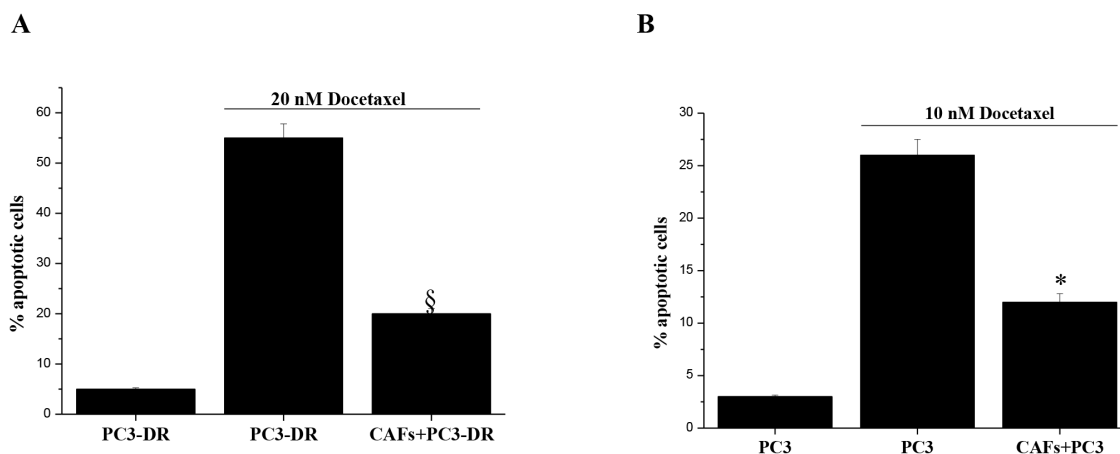 A
20 nM Docetaxel
% apoptotic cells
60
50
40
30
20
10
0
§
PC3-DR PC3-DR CAFs+PC3-DR
B
10 nM Docetaxel
% apoptotic cells
30
25
20
15
10
5
0
*
PC3 PC3 CAFs+PC3